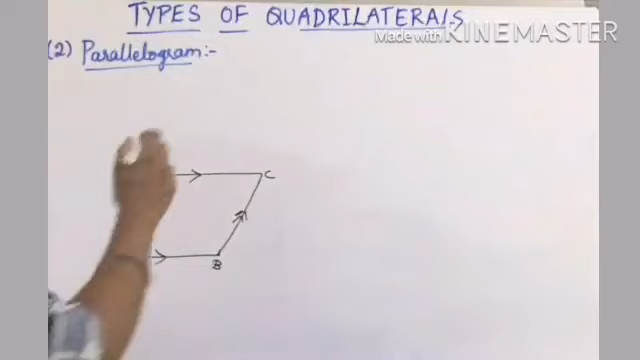 TYPES OF QUADRILATERALS
Made with KINEMASTER
(2) Parallelogram:-
C
B